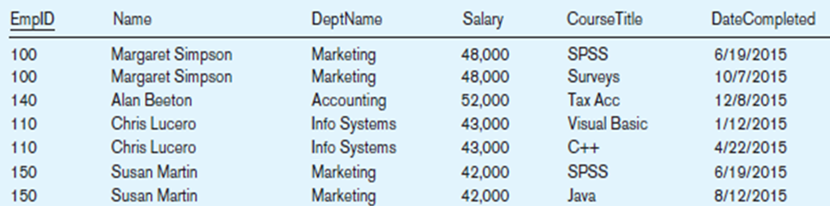 EmpID Name DeptName Salary CourseTitle DateCompleted
100 Margaret Simpson Marketing 48,000 SPSS 6/19/2015
100 Margaret Simpson Marketing 48,000 Surveys 10/7/2015
140 Alan Beeton Accounting 52,000 Tax Acc 12/8/2015
110 Chris Lucero Info Systems 43,000 Visual Basic 1/12/2015
110 Chris Lucero Info Systems 43,000 C++ 4/22/2015
150 Susan Martin Marketing 42,000 SPSS 6/19/2015
150 Susan Martin Marketing 42,000 Java 8/12/2015